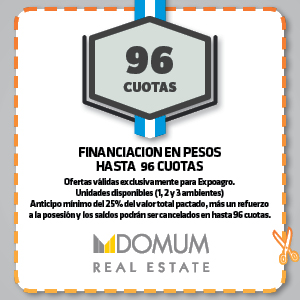 96
CUOTAS
FINANCIACION EN PESOS
HASTA 96 CUOTAS
Ofertas válidas exclusivamente para Expoagro.
Unidades disponibles (1, 2 y 3 ambientes)
Anticipo mínimo del 25% del valor total pactado, más un refuerzo
a la posesión y los saldos podrán ser cancelados en hasta 96 cuotas.
DOMUM
REAL ESTATE